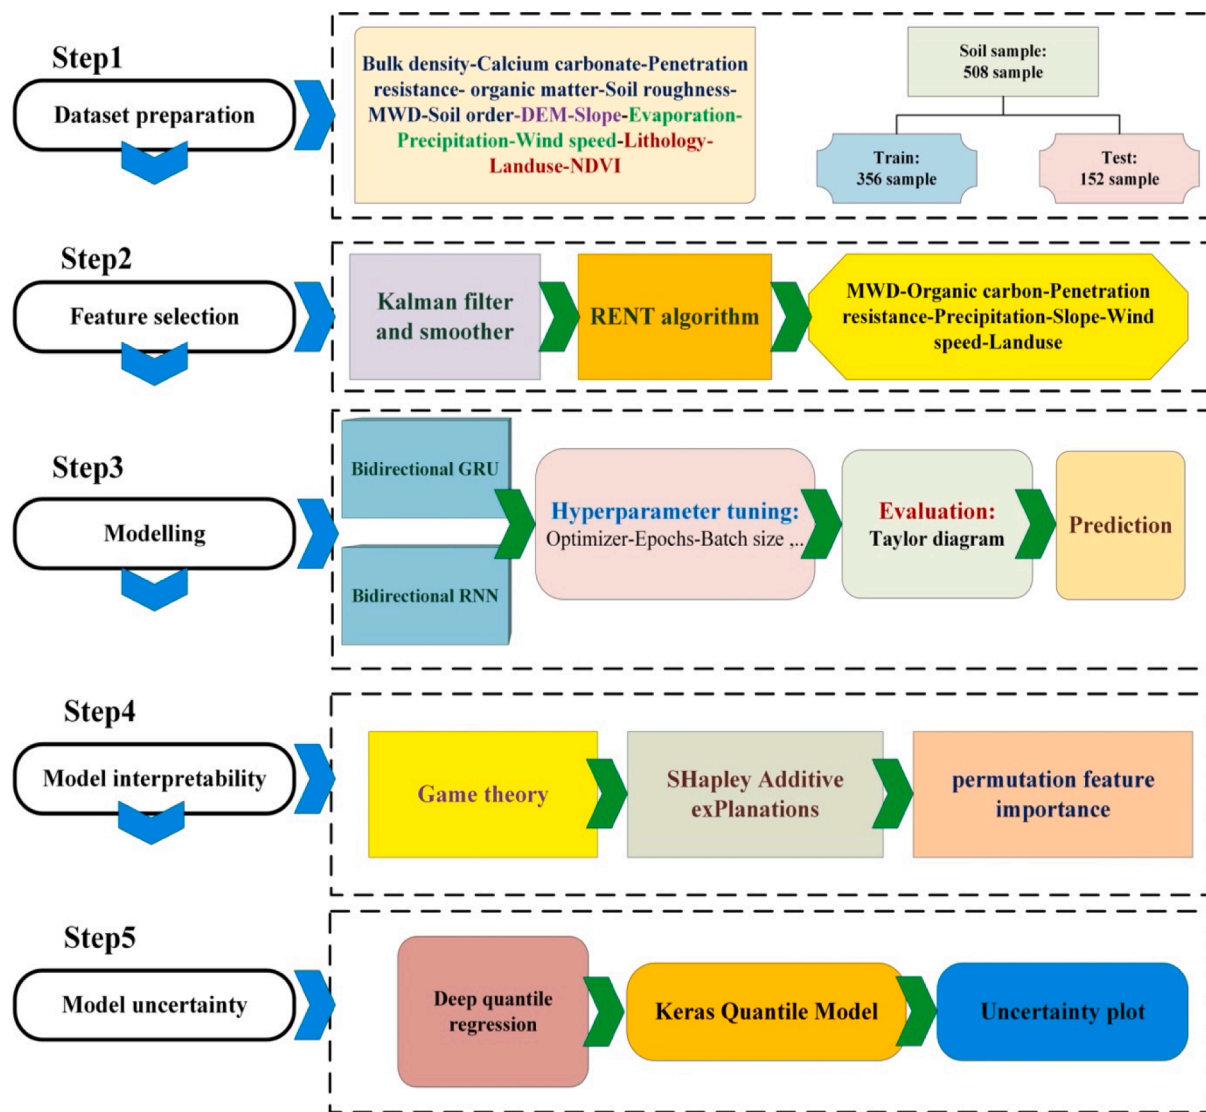 Step1
Dataset preparation
Bulk density-Calcium carbonate-Penetration
resistance- organic matter-Soil roughness-
MWD-Soil order-DEM-Slope-Evaporation-
Precipitation-Wind speed-Lithology-
Landuse-NDVI
Soil sample:
508 sample
Train:
356 sample
Test:
152 sample
Step2
Feature selection
Kalman filter
and smoother
RENT algorithm
MWD-Organic carbon-Penetration
resistance-Precipitation-Slope-Wind
speed-Landuse
Step3
Modelling
Bidirectional GRU
Bidirectional RNN
Hyperparameter tuning:
Optimizer-Epochs-Batch size ,..
Evaluation:
Taylor diagram
Prediction
Step4
Model interpretability
Game theory
SHapley Additive
exPlanations
permutation feature
importance
Step5
Model uncertainty
Deep quantile
regression
Keras Quantile Model
Uncertainty plot